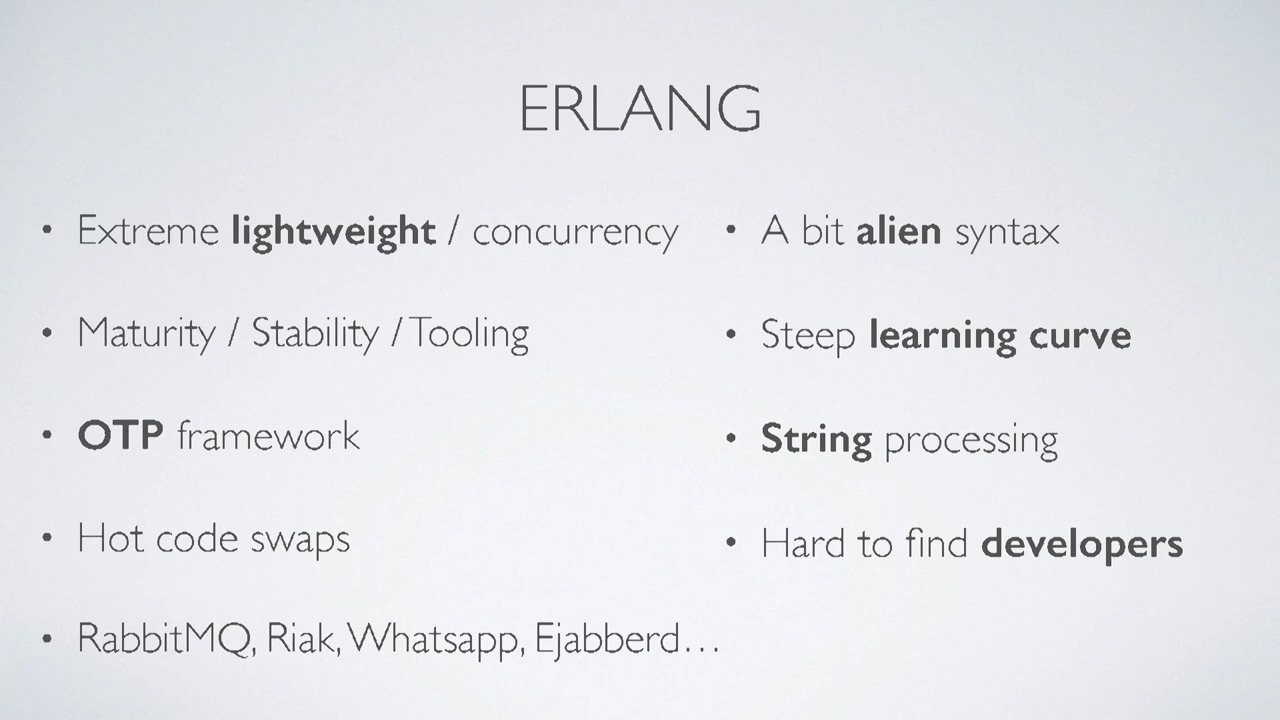 ERLANG
• Extreme lightweight / concurrency
• Maturity / Stability / Tooling
• OTP framework
• Hot code swaps
• RabbitMQ, Riak, Whatsapp, Ejabberd…
• A bit alien syntax
• Steep learning curve
• String processing
• Hard to find developers